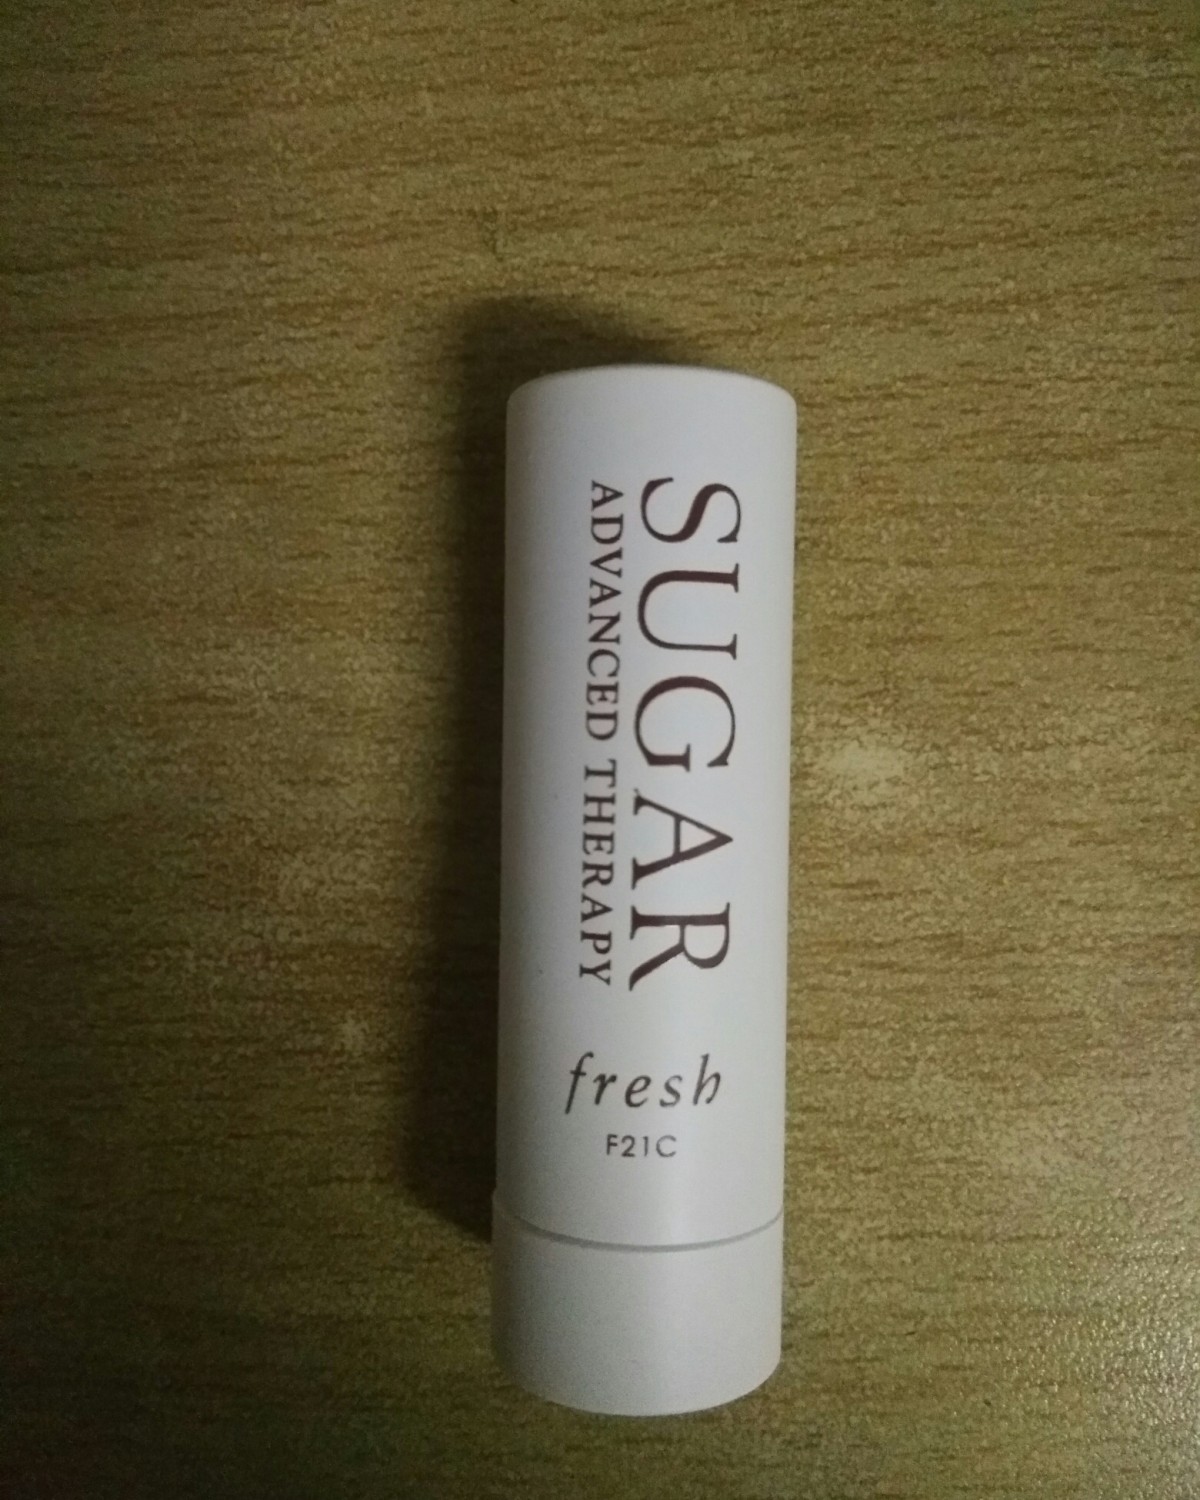 SUGAR
ADVANCED THERAPY
fresh
F21C